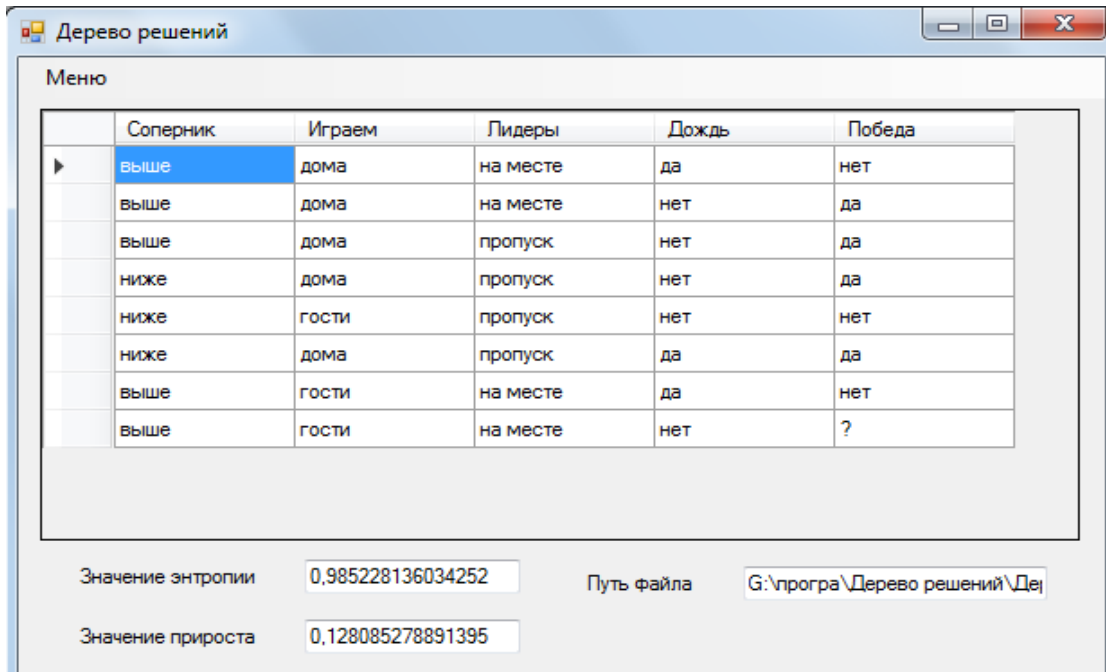 Дерево решений
Меню
Соперник Играем Лидеры Дождь Победа
выше дома на месте да нет
выше дома на месте нет да
выше дома пропуск нет да
ниже дома пропуск нет да
ниже гости пропуск нет нет
ниже дома пропуск да да
выше гости на месте да нет
выше гости на месте нет ?
Значение энтропии 0,985228136034252 Путь файла G:\програ\Дерево решений\Де
Значение прироста 0,128085278891395